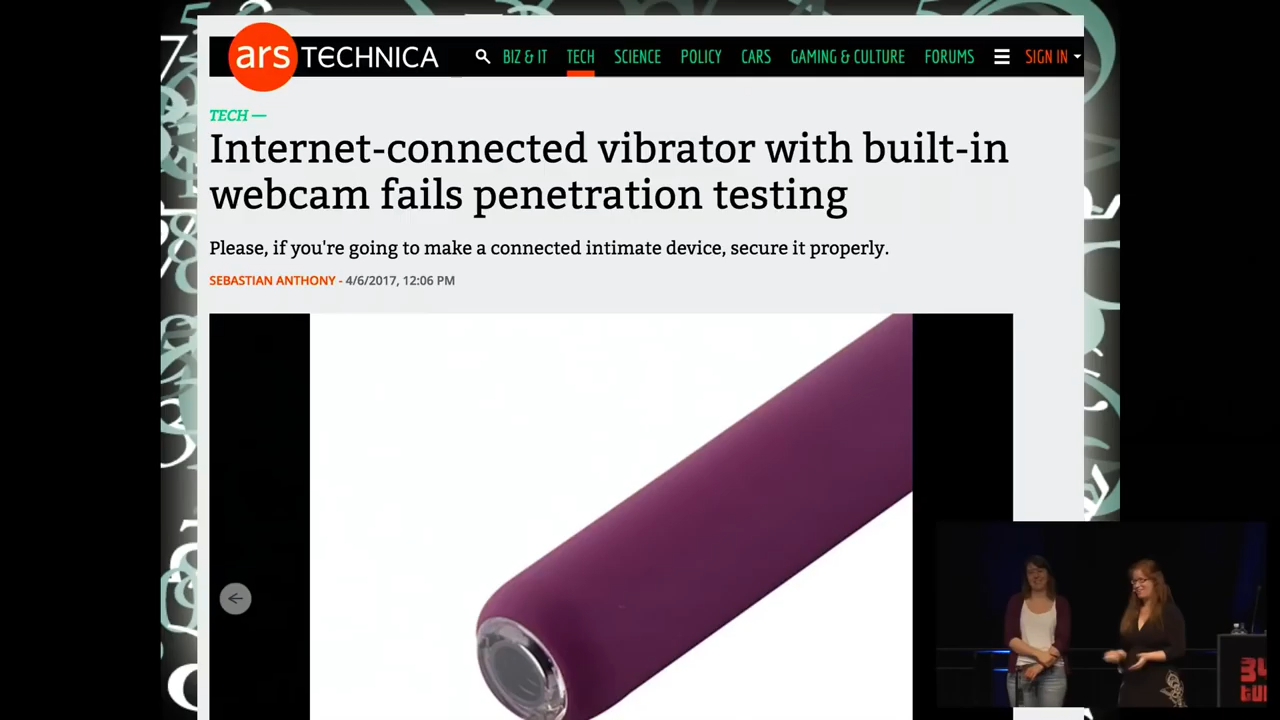 ars TECHNICA
BIZ & IT TECH SCIENCE POLICY CARS GAMING & CULTURE FORUMS SIGN IN
TECH —
Internet-connected vibrator with built-in
webcam fails penetration testing
Please, if you're going to make a connected intimate device, secure it properly.
SEBASTIAN ANTHONY - 4/6/2017, 12:06 PM